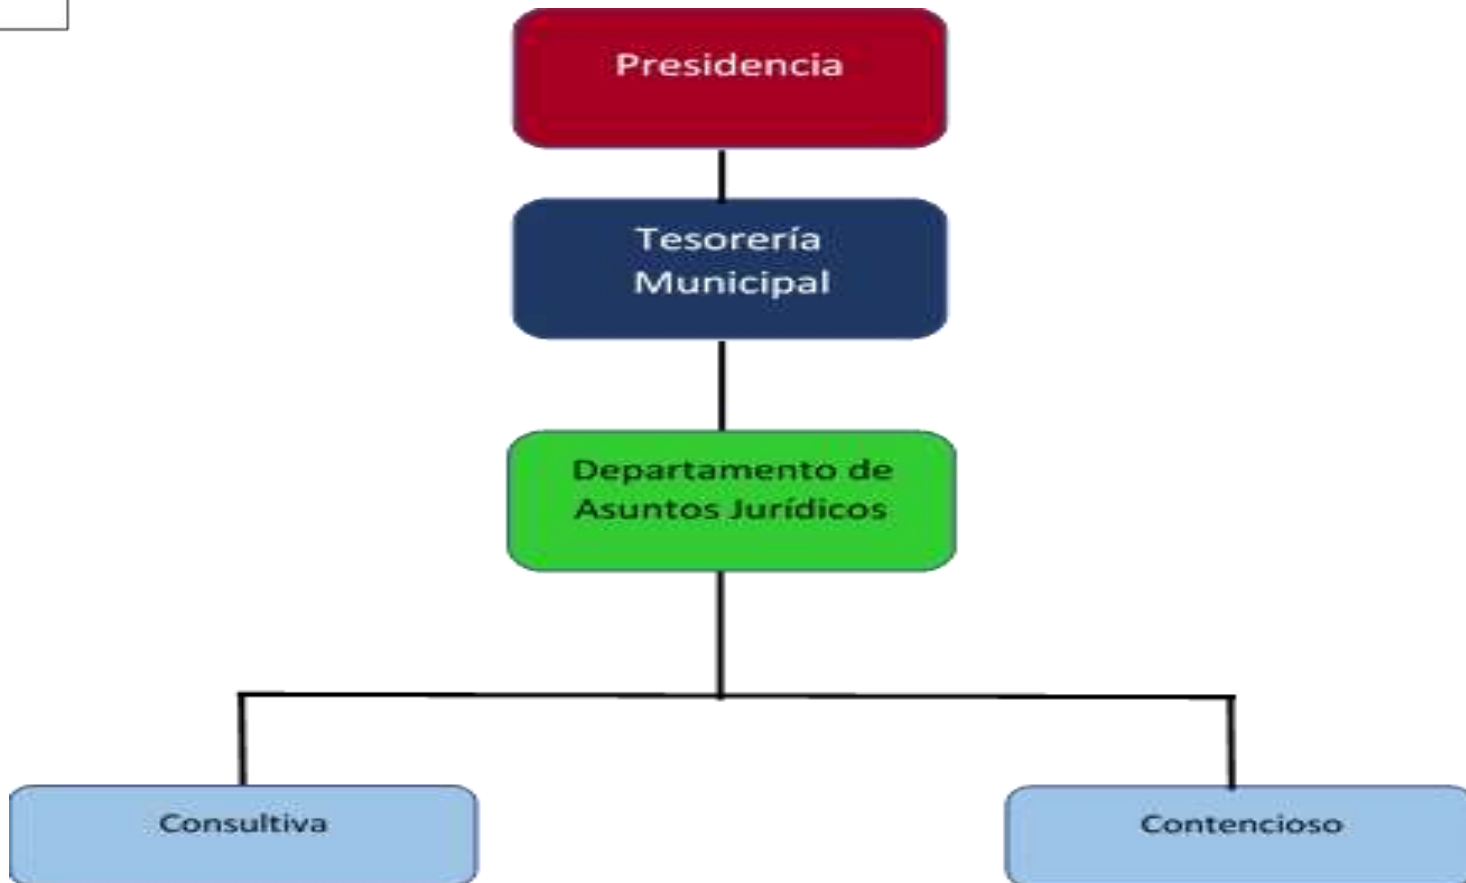 Presidencia
Tesorería
Municipal
Departamento de
Asuntos Jurídicos
Consultiva
Contencioso